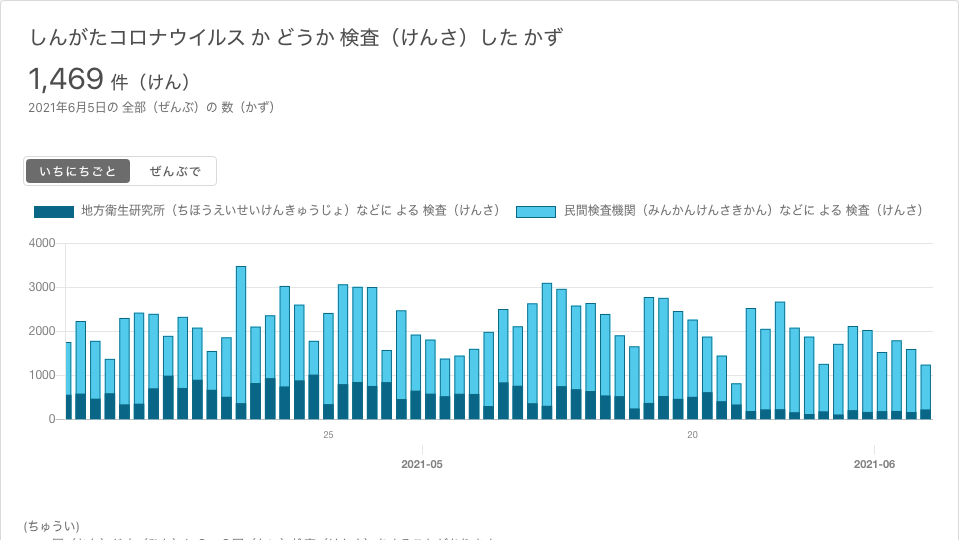 しんがたコロナウイルス か どうか 検査（けんさ）した かず
1,469 件（けん）
2021年6月5日の 全部（ぜんぶ）の 数（かず）
いちにちごと ぜんぶで
地方衛生研究所（ちほうえいせいけんきゅうじょ）などに よる 検査（けんさ） 民間検査機関（みんかんけんさきかん）などに よる 検査（けんさ）
4000
3000
2000
1000
0
25 20
2021-05 2021-06
(ちゅうい)